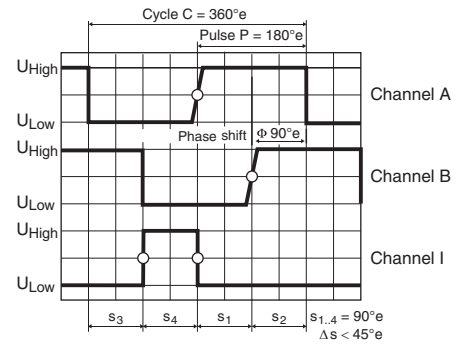 Cycle C = 360°e
Pulse P = 180°e
UHigh
Channel A
ULow
Phase shift Φ 90°e
UHigh
Channel B
ULow
UHigh
Channel I
ULow
s3 s4 s1 s2 s1..4 = 90°e
Δs < 45°e